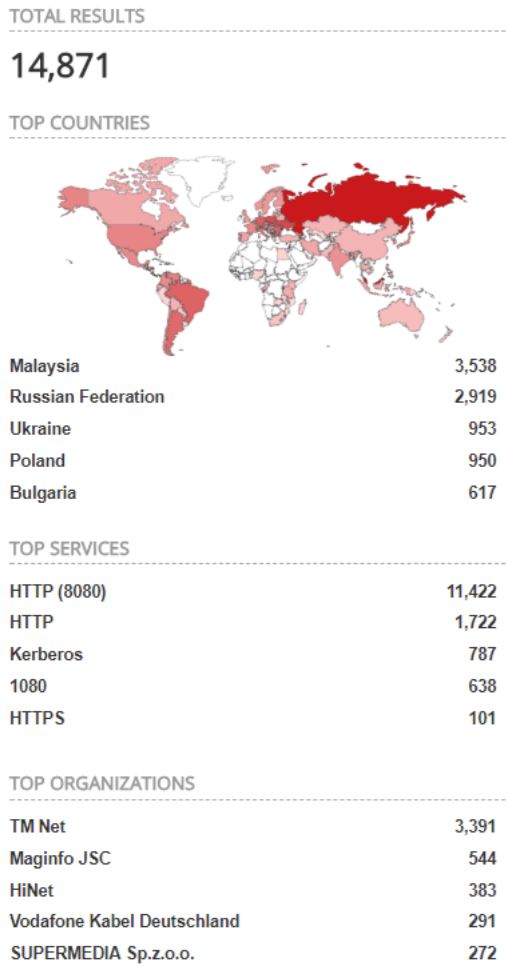 TOTAL RESULTS
14,871
TOP COUNTRIES
Malaysia 3,538
Russian Federation 2,919
Ukraine 953
Poland 950
Bulgaria 617
TOP SERVICES
HTTP (8080) 11,422
HTTP 1,722
Kerberos 787
1080 638
HTTPS 101
TOP ORGANIZATIONS
TM Net 3,391
Maginfo JSC 544
HiNet 383
Vodafone Kabel Deutschland 291
SUPERMEDIA Sp.z.o.o. 272